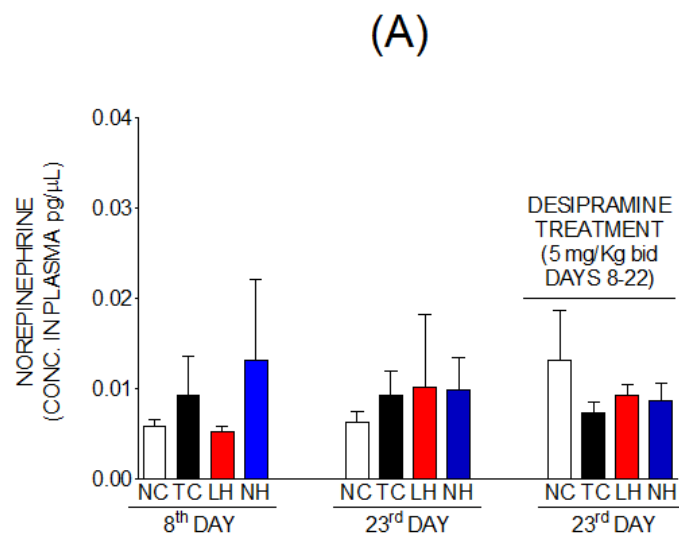 (A)
NOREPINEPHRINE
(CONC. IN PLASMA pg/μL)
0.04
0.03
0.02
0.01
0.00
DESIPRAMINE
TREATMENT
(5 mg/Kg bid
DAYS 8-22)
NC TC LH NH NC TC LH NH NC TC LH NH
8th DAY 23rd DAY 23rd DAY